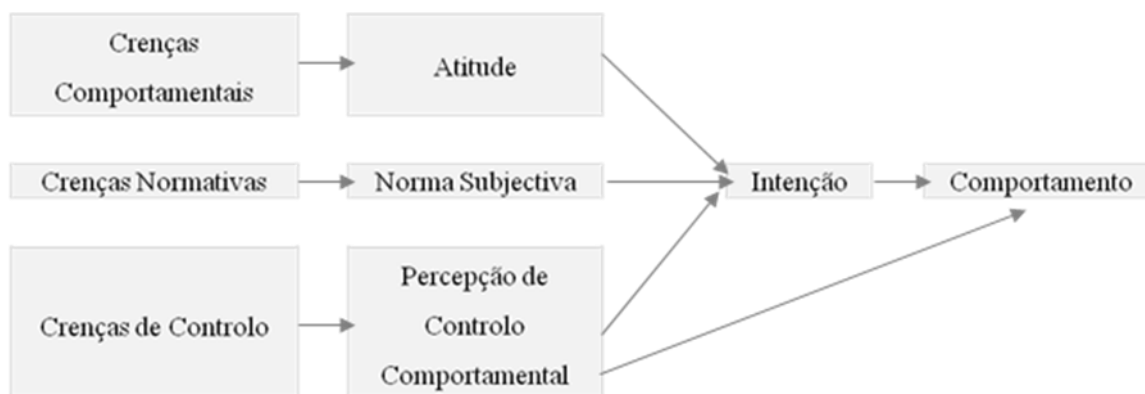 Crenças
Comportamentais
Atitude
Crenças Normativas
Norma Subjectiva
Intenção
Comportamento
Crenças de Controlo
Percepção de
Controlo
Comportamental